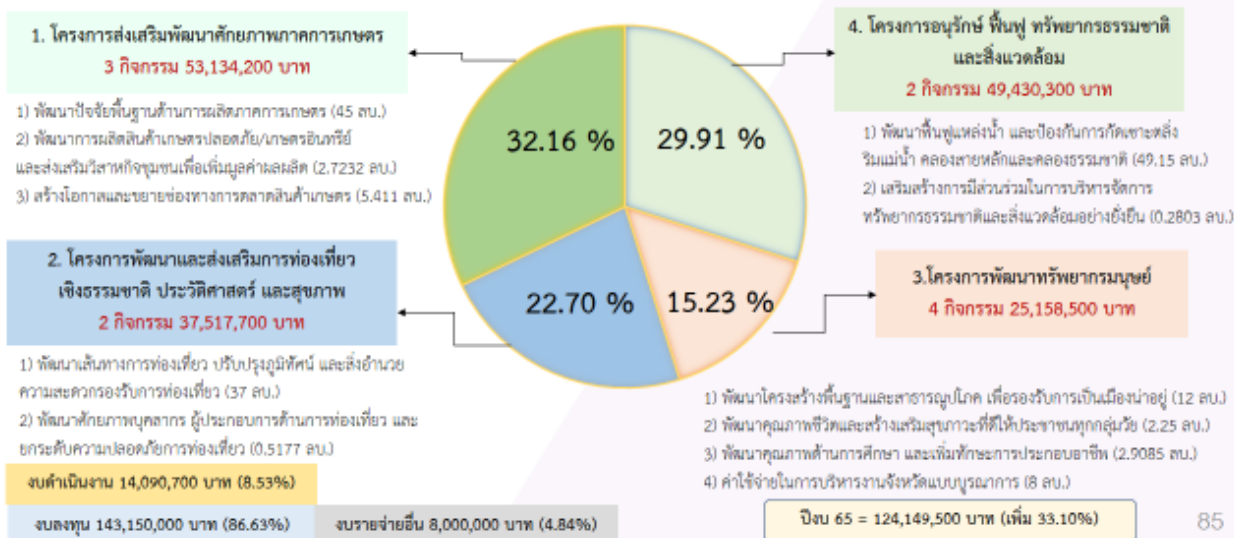 1. โครงการส่งเสริมพัฒนาศักยภาพภาคการเกษตร
3 กิจกรรม 53,134,200 บาท
1) พัฒนาปัจจัยพื้นฐานด้านการผลิตภาคการเกษตร (45 ลบ.)
2) พัฒนาการผลิตสินค้าเกษตรปลอดภัย/เกษตรอินทรีย์
และส่งเสริมวิสาหกิจชุมชนเพื่อเพิ่มมูลค่าผลผลิต (2.7232 ลบ.)
3) สร้างโอกาสและขยายช่องทางการตลาดสินค้าเกษตร (5.411 ลบ.)
32.16 %
29.91 %
22.70 %
15.23 %
4. โครงการอนุรักษ์ ฟื้นฟู ทรัพยากรธรรมชาติ
และสิ่งแวดล้อม
2 กิจกรรม 49,430,300 บาท
1) พัฒนาฟื้นฟูแหล่งน้ำ และป้องกันการกัดเซาะตลิ่ง
ริมแม่น้ำ คลองสายหลักและคลองธรรมชาติ (49.15 ลบ.)
2) เสริมสร้างการมีส่วนร่วมในการบริหารจัดการ
ทรัพยากรธรรมชาติและสิ่งแวดล้อมอย่างยั่งยืน (0.2803 ลบ.)
2. โครงการพัฒนาและส่งเสริมการท่องเที่ยว
เชิงธรรมชาติ ประวัติศาสตร์ และสุขภาพ
2 กิจกรรม 37,517,700 บาท
1) พัฒนาเส้นทางการท่องเที่ยว ปรับปรุงภูมิทัศน์ และสิ่งอำนวย
ความสะดวกรองรับการท่องเที่ยว (37 ลบ.)
2) พัฒนาศักยภาพบุคลากร ผู้ประกอบการด้านการท่องเที่ยว และ
ยกระดับความปลอดภัยการท่องเที่ยว (0.5177 ลบ.)
3.โครงการพัฒนาทรัพยากรมนุษย์
4 กิจกรรม 25,158,500 บาท
1) พัฒนาโครงสร้างพื้นฐานและสาธารณูปโภค เพื่อรองรับการเป็นเมืองน่าอยู่ (12 ลบ.)
2) พัฒนาคุณภาพชีวิตและสร้างเสริมสุขภาวะที่ดีให้ประชาชนทุกกลุ่มวัย (2.25 ลบ.)
3) พัฒนาคุณภาพด้านการศึกษา และเพิ่มทักษะการประกอบอาชีพ (2.9085 ลบ.)
4) ค่าใช้จ่ายในการบริหารงานจังหวัดแบบบูรณาการ (8 ลบ.)
งบดำเนินงาน 14,090,700 บาท (8.53%)
งบลงทุน 143,150,000 บาท (86.63%)
งบรายจ่ายอื่น 8,000,000 บาท (4.84%)
ปีงบ 65 = 124,149,500 บาท (เพิ่ม 33.10%)
85